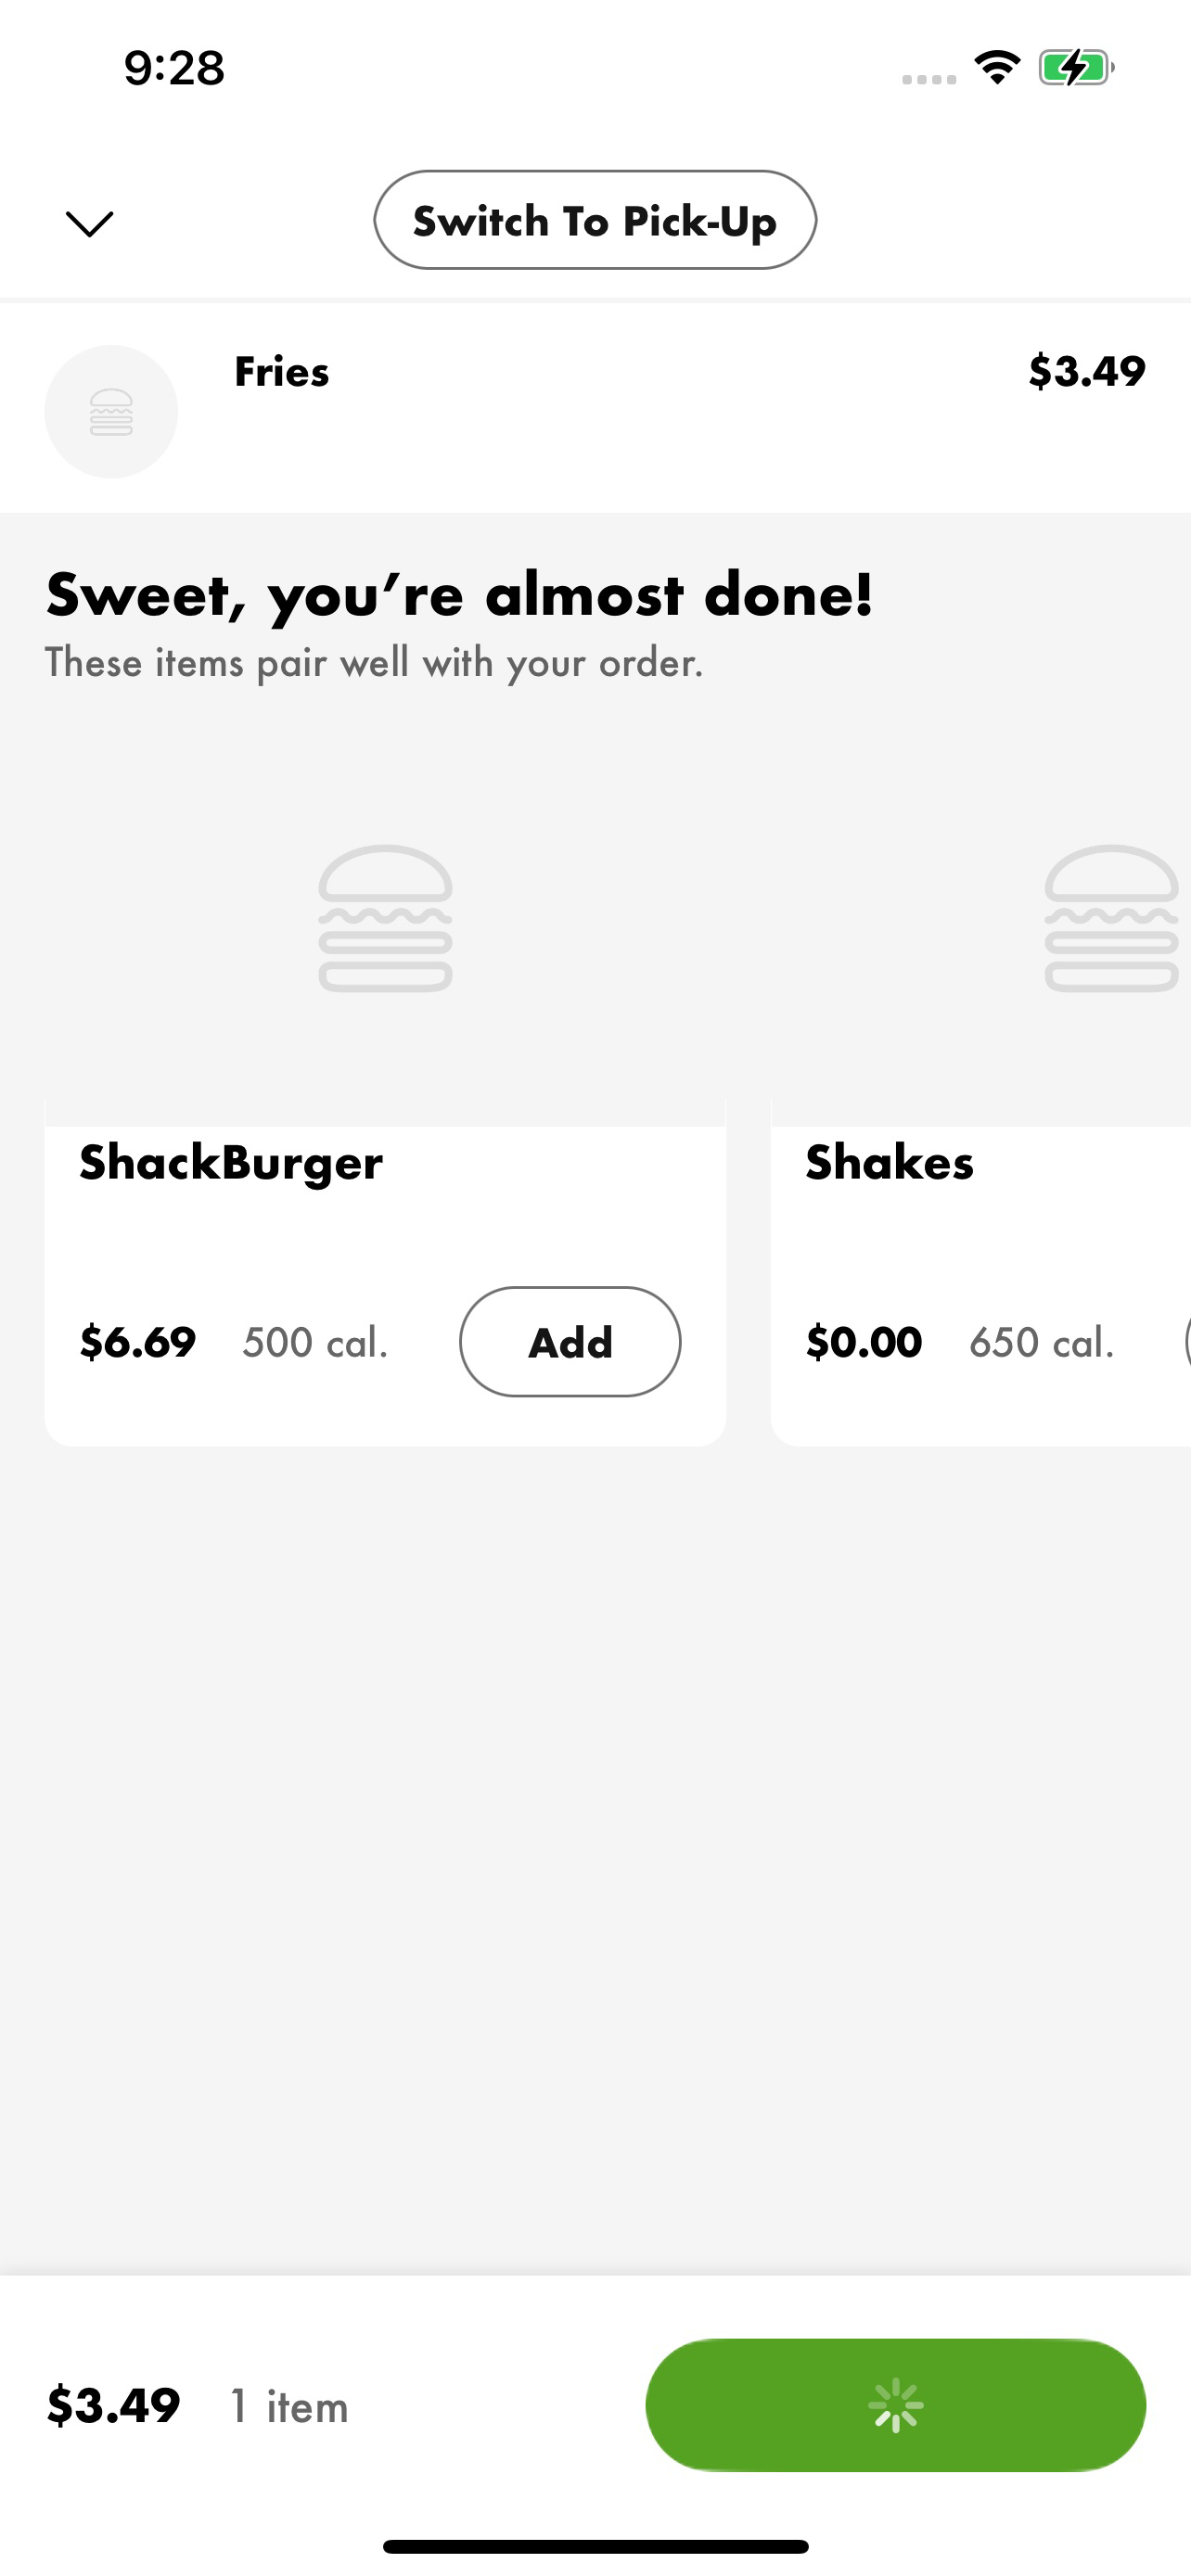 9:28
Switch To Pick-Up
Fries $3.49
Sweet, you're almost done!
These items pair well with your order.
ShackBurger
$6.69 500 cal. Add
Shakes
$0.00 650 cal.
$3.49 1 item